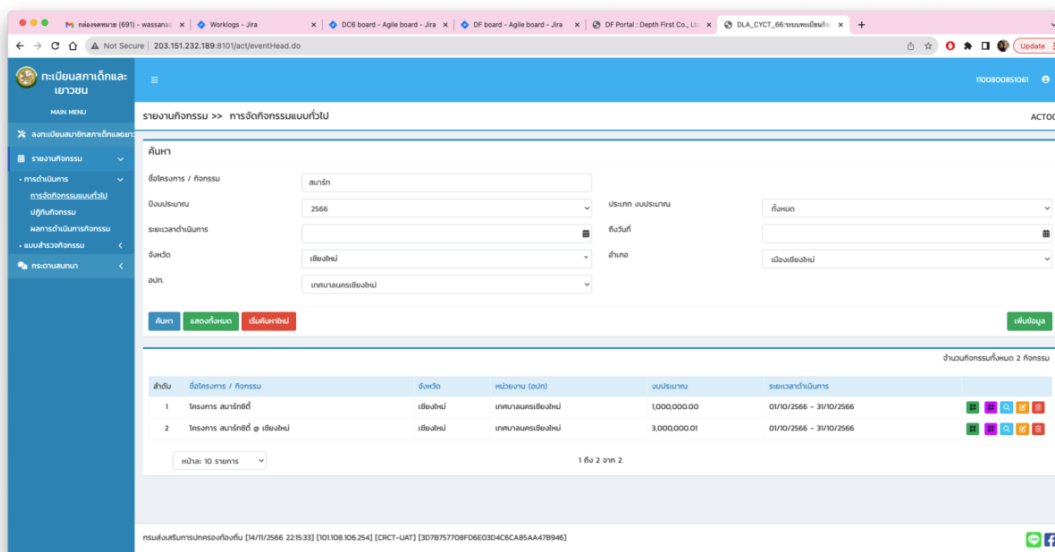 กล่องจดหมาย (691) - wassana
Worklogs - Jira
DC6 board - Agile board - Jira
DF board - Agile board - Jira
DF Portal : Depth First Co., Lt
DLA_CYCT_66:ระบบทะเบียน
Not Secure 203.151.232.189:8101/act/eventHead.do
Update
ทะเบียนสภาเด็กและเยาวชน
1100800851061
MAIN MENU
ลงทะเบียนสมาชิกสภาเด็กและเยาว
รายงานกิจกรรม
• การดำเนินการ
การจัดกิจกรรมแบบทั่วไป
ปฏิทินกิจกรรม
ผลการดำเนินการกิจกรรม
• แบบสำรวจกิจกรรม
กระดานสนทนา
รายงานกิจกรรม >> การจัดกิจกรรมแบบทั่วไป
ค้นหา
ชื่อโครงการ / กิจกรรม สมาร์ท
ปีงบประมาณ 2566 ประเภท งบประมาณ ทั้งหมด
ระยะเวลาดำเนินการ ถึงวันที่
จังหวัด เชียงใหม่ อำเภอ เมืองเชียงใหม่
อปท. เทศบาลนครเชียงใหม่
ค้นหา แสดงทั้งหมด เริ่มค้นหาใหม่ เพิ่มข้อมูล
จำนวนกิจกรรมทั้งหมด 2 กิจกรรม
ลำดับ ชื่อโครงการ / กิจกรรม จังหวัด หน่วยงาน (อปท) งบประมาณ ระยะเวลาดำเนินการ
1 โครงการ สมาร์ทซิตี้ เชียงใหม่ เทศบาลนครเชียงใหม่ 1,000,000.00 01/10/2566 - 31/10/2566
2 โครงการ สมาร์ทซิตี้ @ เชียงใหม่ เชียงใหม่ เทศบาลนครเชียงใหม่ 3,000,000.01 01/10/2566 - 31/10/2566
หน้าละ 10 รายการ 1 ถึง 2 จาก 2
กรมส่งเสริมการปกครองท้องถิ่น [14/11/2566 22:15:33] [101.108.106.254] [CRCT-UAT] [3D7B757708FD6E03D4C6CA85AA47B946]